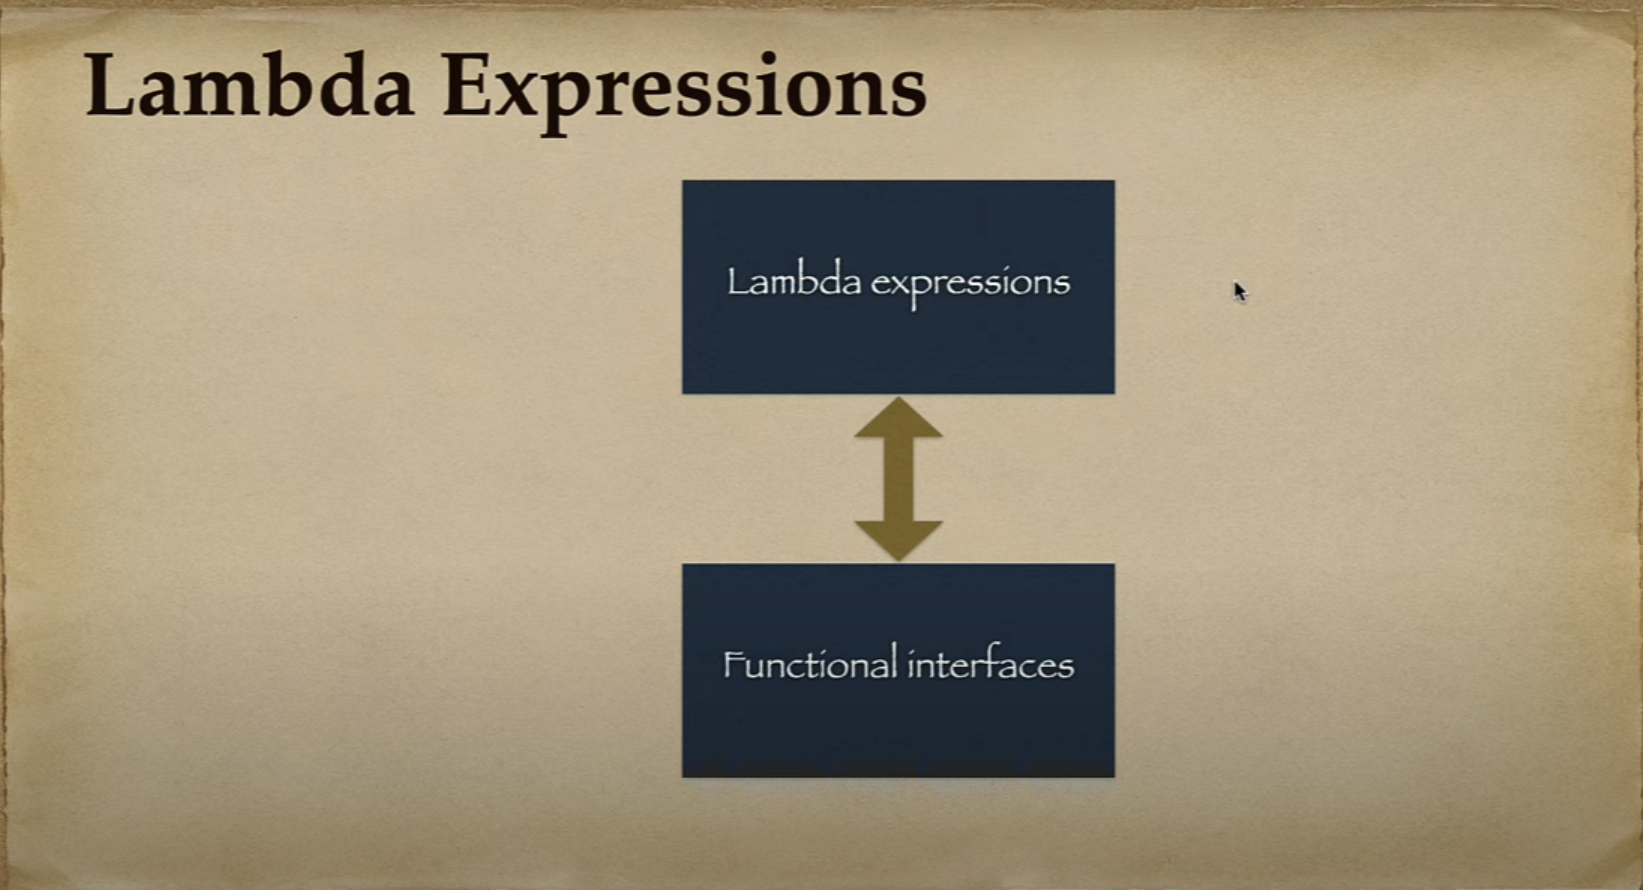 Lambda Expressions
Lambda expressions
Functional interfaces